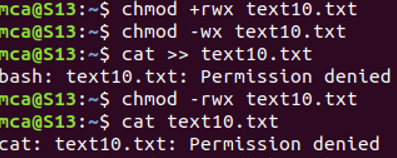 mca@S13:~$ chmod +rwx text10.txt
mca@S13:~$ chmod -wx text10.txt
mca@S13:~$ cat >> text10.txt
bash: text10.txt: Permission denied
mca@S13:~$ chmod -rwx text10.txt
mca@S13:~$ cat text10.txt
cat: text10.txt: Permission denied